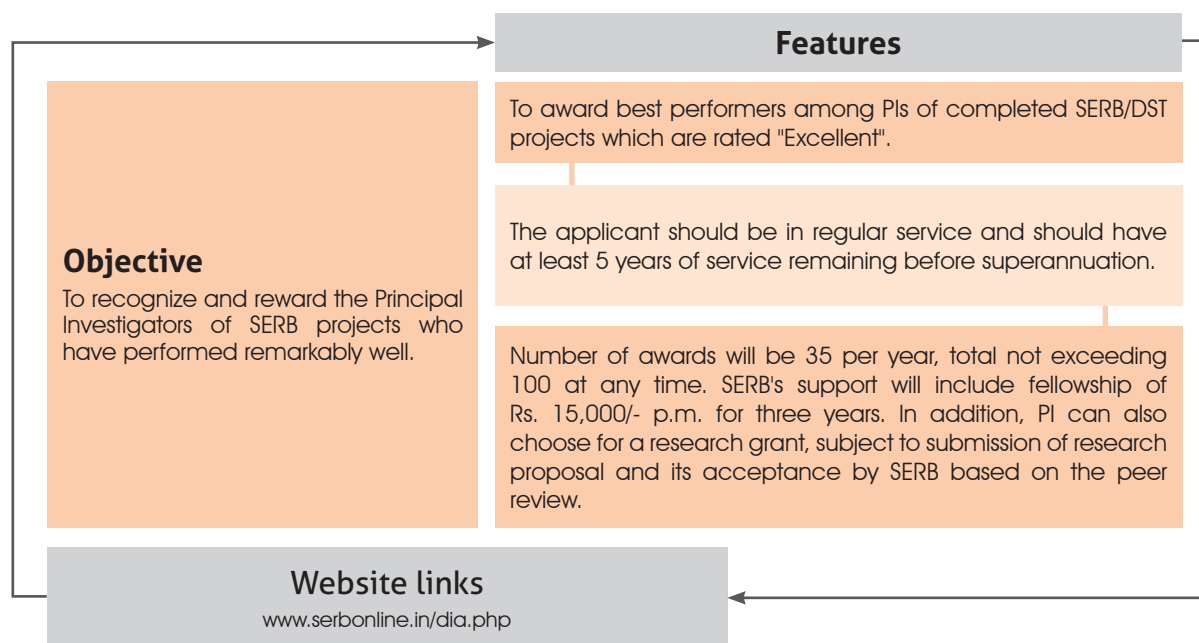 Features
To award best performers among PIs of completed SERB/DST
projects which are rated "Excellent".
The applicant should be in regular service and should have
at least 5 years of service remaining before superannuation.
Number of awards will be 35 per year, total not exceeding
100 at any time. SERB's support will include fellowship of
Rs. 15,000/- p.m. for three years. In addition, PI can also
choose for a research grant, subject to submission of research
proposal and its acceptance by SERB based on the peer
review.
Objective
To recognize and reward the Principal
Investigators of SERB projects who
have performed remarkably well.
Website links
www.serbonline.in/dia.php